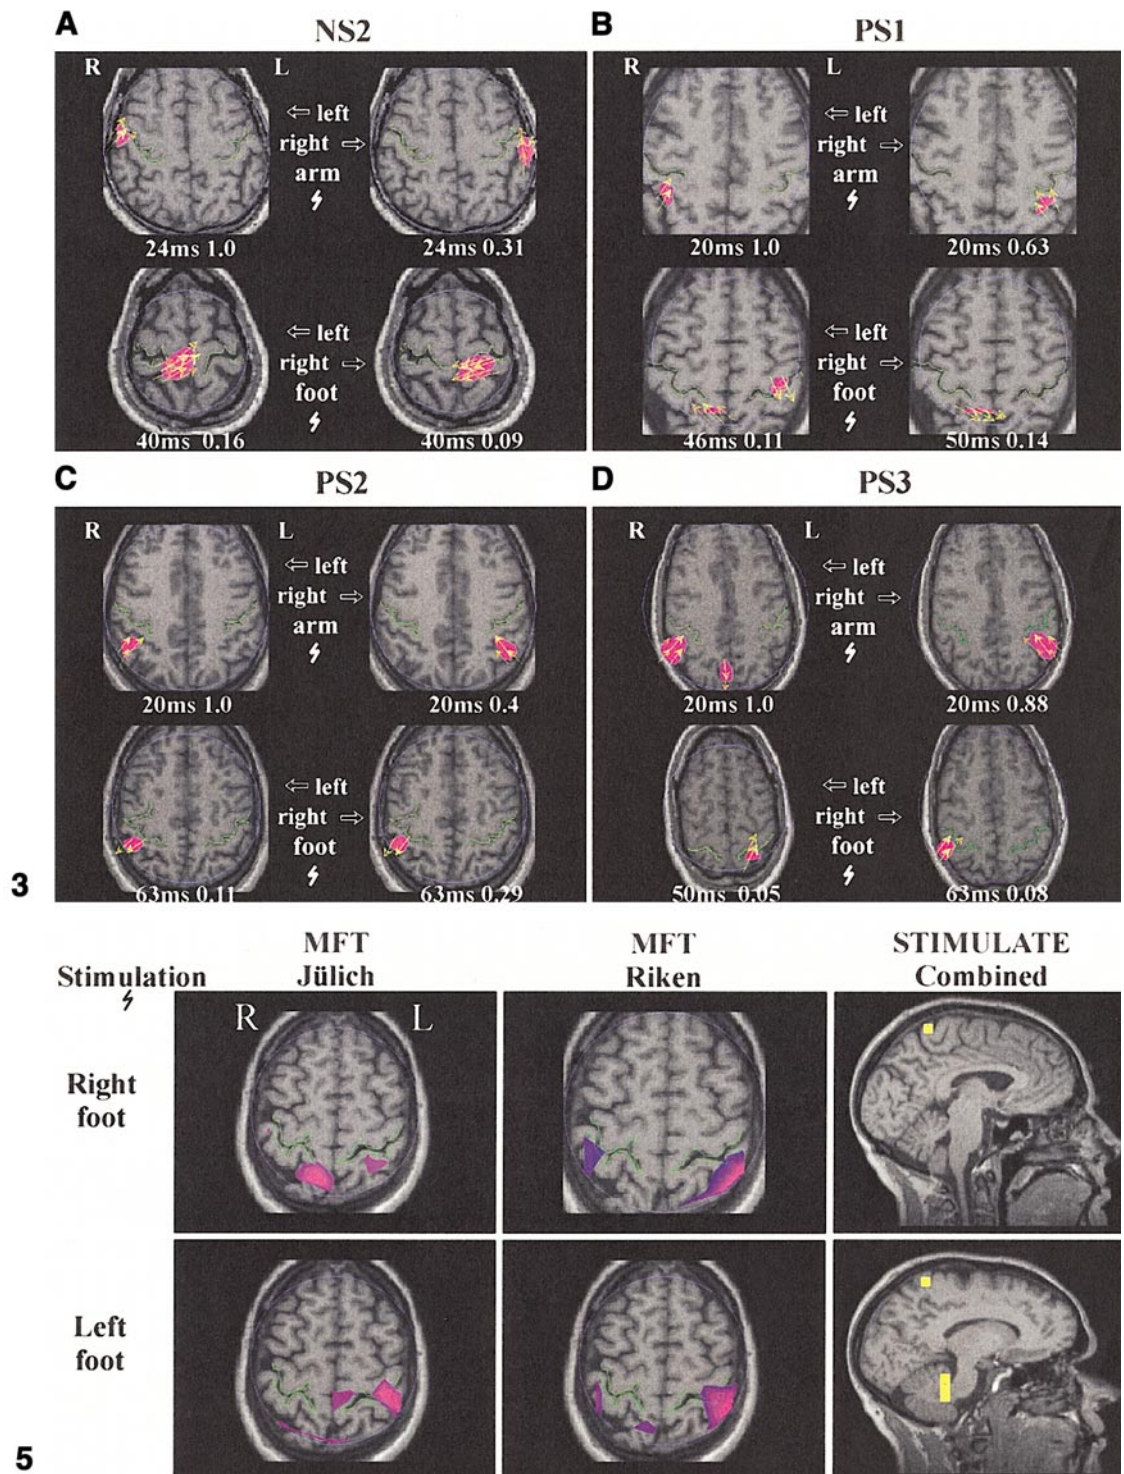 A
NS2
R
L
⇦ left
right ⇨
arm
24ms 1.0
24ms 0.31
⇦ left
right ⇨
foot
40ms 0.16
40ms 0.09
B
PS1
R
L
⇦ left
right ⇨
arm
20ms 1.0
20ms 0.63
⇦ left
right ⇨
foot
46ms 0.11
50ms 0.14
C
PS2
R
L
⇦ left
right ⇨
arm
20ms 1.0
20ms 0.4
⇦ left
right ⇨
foot
63ms 0.11
63ms 0.29
D
PS3
R
L
⇦ left
right ⇨
arm
20ms 1.0
20ms 0.88
⇦ left
right ⇨
foot
50ms 0.05
63ms 0.08
3
MFT
Jülich
MFT
Riken
STIMULATE
Combined
Stimulation
R
L
Right
foot
Left
foot
5